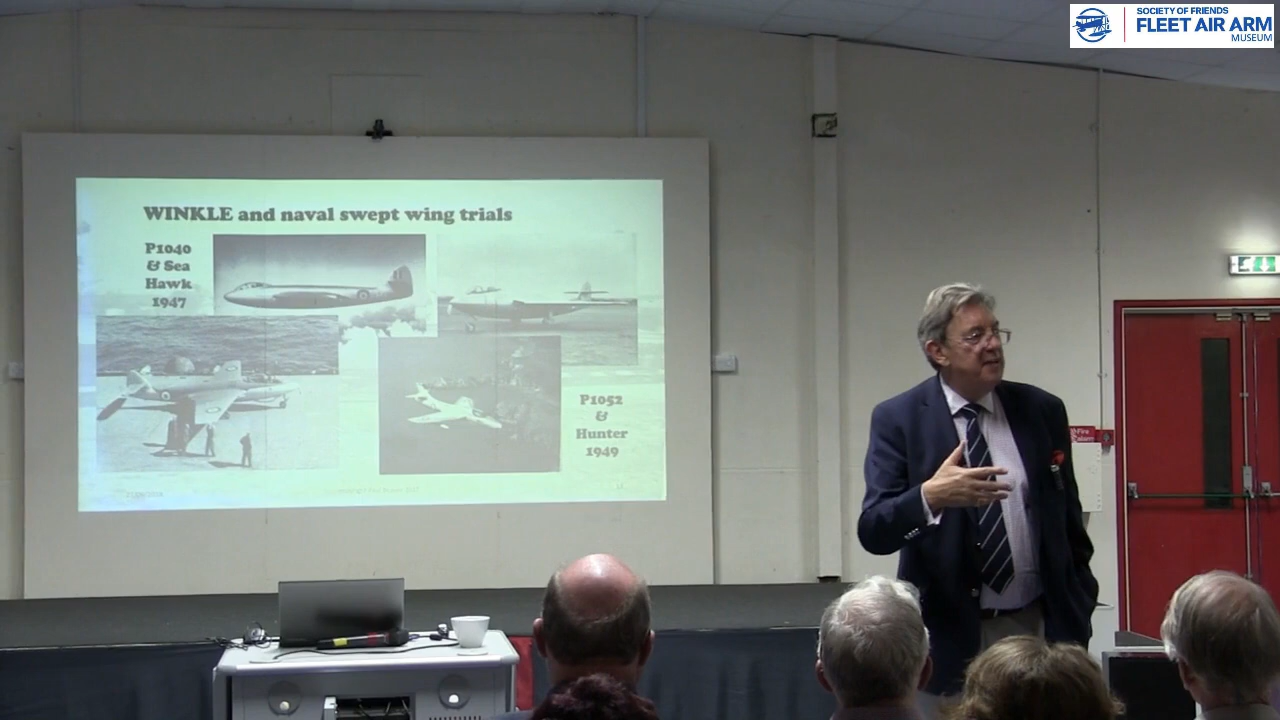 SOCIETY OF FRIENDS
FLEET AIR ARM
MUSEUM
WINKLE and naval swept wing trials
P1040
& Sea
Hawk
1947
P1052
&
Hunter
1949
Fire